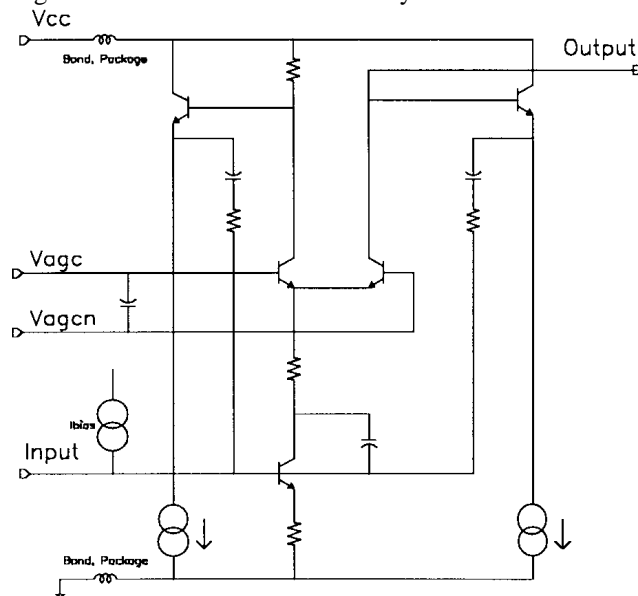 Vcc
Bond, Package
Output
Vagc
Vagcn
Ibias
Input
Bond, Package